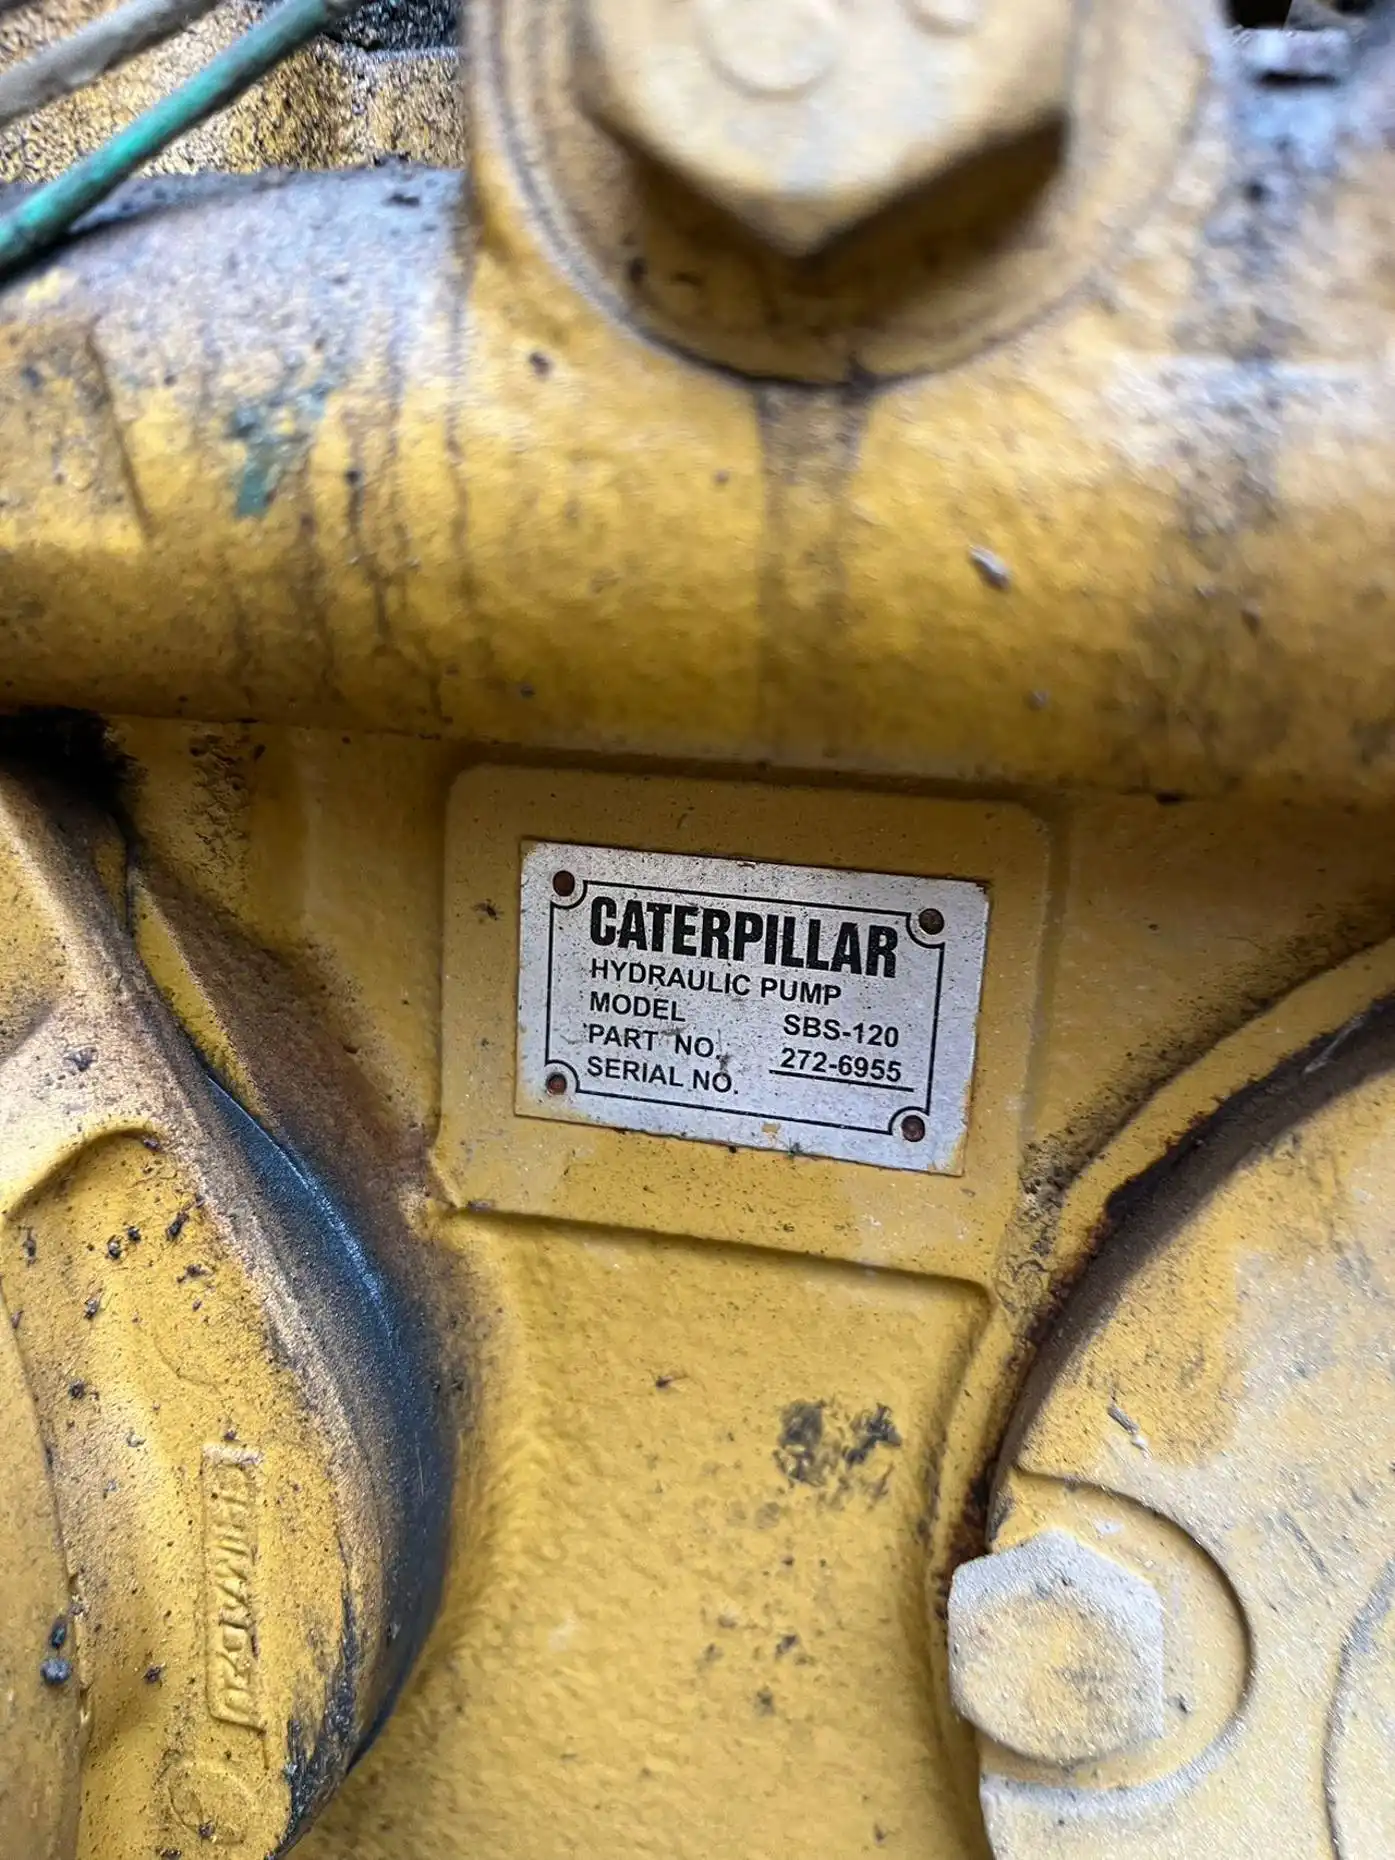 CATERPILLAR
HYDRAULIC PUMP
MODEL SBS-120
PART NO. 272-6955
SERIAL NO.